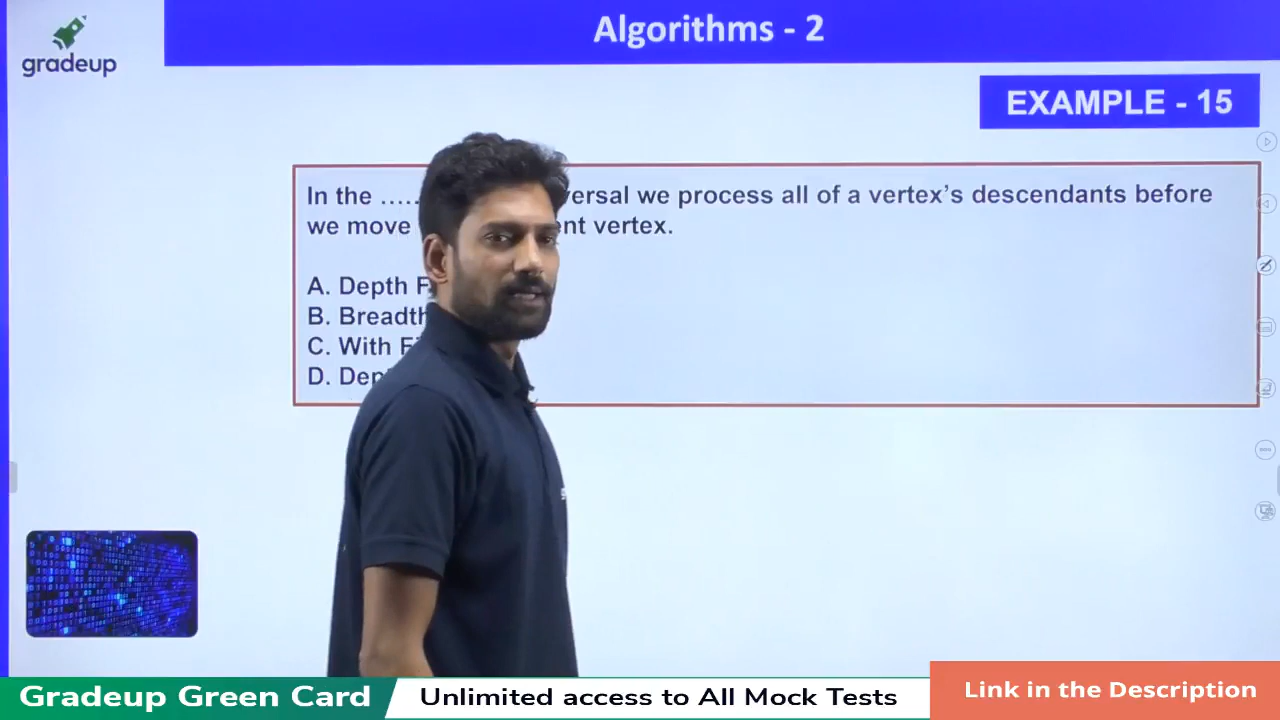 gradeup
Algorithms - 2
EXAMPLE - 15
In the ..... versal we process all of a vertex's descendants before
we move ent vertex.
A. Depth F
B. Breadth
C. With
D. Dep
Gradeup Green Card
Unlimited access to All Mock Tests
Link in the Description